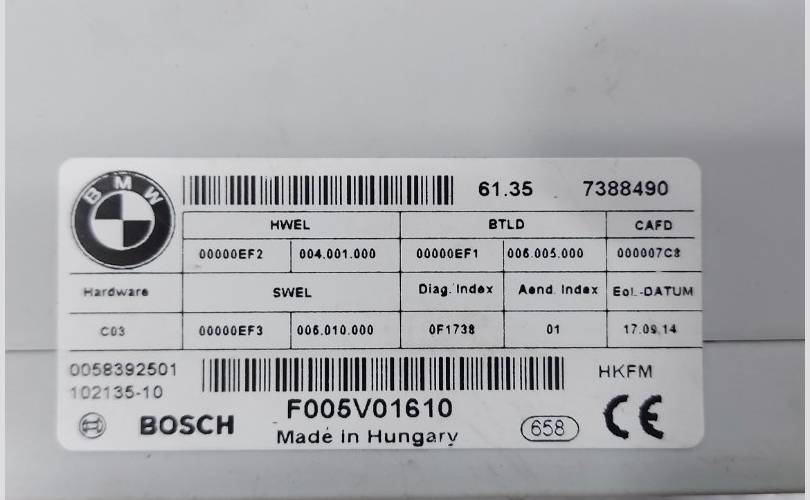 BMW
61.35 7388490
HWEL BTLD CAFD
00000EF2 004.001.000 00000EF1 006.005.000 000007C8
Hardware SWEL Diag. Index Aend. Index Eol.-DATUM
C03 00000EF3 006.010.000 0F1738 01 17.09.14
0058392501
HKFM
102135-10
F005V01610
BOSCH
Made in Hungary
658
CE